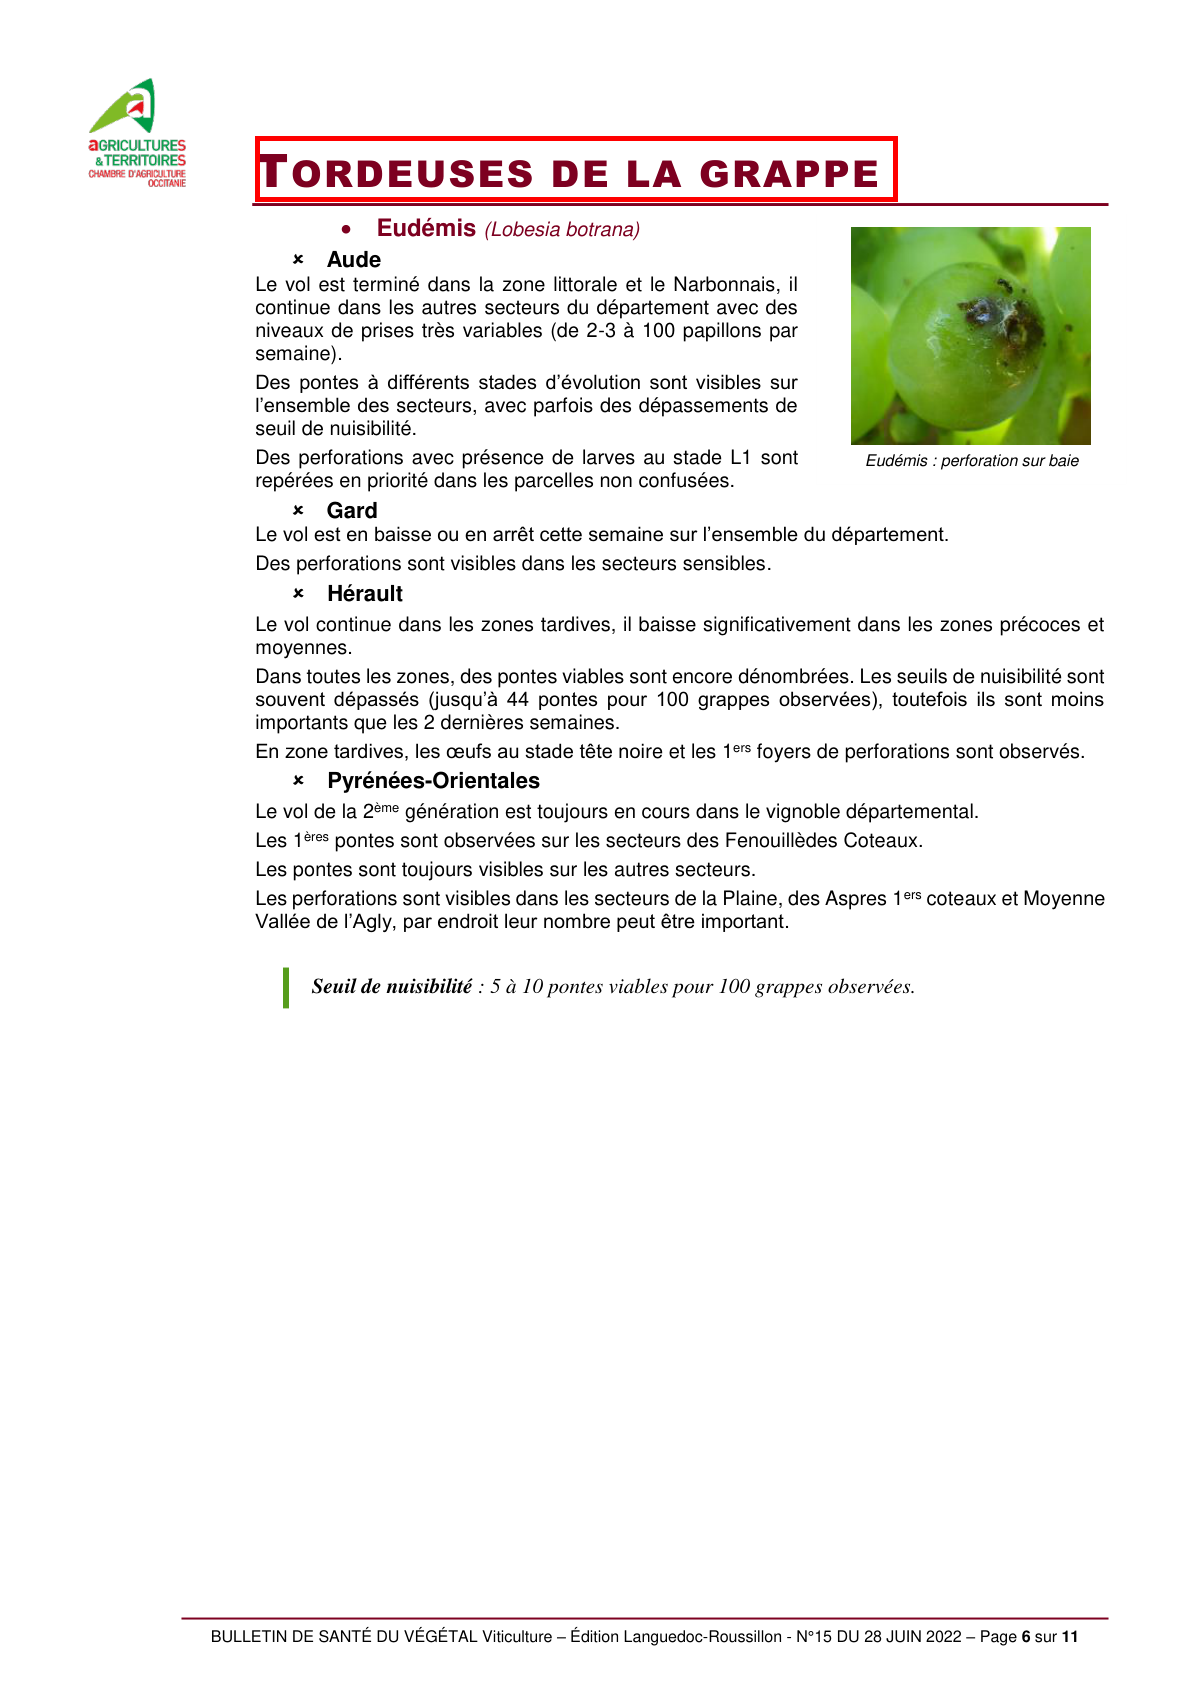 aGRICULTURES
& TERRITOIRES
CHAMBRE D'AGRICULTURE
OCCITANIE
TORDEUSES DE LA GRAPPE
• Eudémis (Lobesia botrana)
× Aude
Le vol est terminé dans la zone littorale et le Narbonnais, il
continue dans les autres secteurs du département avec des
niveaux de prises très variables (de 2-3 à 100 papillons par
semaine).
Des pontes à différents stades d’évolution sont visibles sur
l’ensemble des secteurs, avec parfois des dépassements de
seuil de nuisibilité.
Des perforations avec présence de larves au stade L1 sont
repérées en priorité dans les parcelles non confusées.
Eudémis : perforation sur baie
× Gard
Le vol est en baisse ou en arrêt cette semaine sur l’ensemble du département.
Des perforations sont visibles dans les secteurs sensibles.
× Hérault
Le vol continue dans les zones tardives, il baisse significativement dans les zones précoces et
moyennes.
Dans toutes les zones, des pontes viables sont encore dénombrées. Les seuils de nuisibilité sont
souvent dépassés (jusqu’à 44 pontes pour 100 grappes observées), toutefois ils sont moins
importants que les 2 dernières semaines.
En zone tardives, les œufs au stade tête noire et les 1ers foyers de perforations sont observés.
× Pyrénées-Orientales
Le vol de la 2ème génération est toujours en cours dans le vignoble départemental.
Les 1ères pontes sont observées sur les secteurs des Fenouillèdes Coteaux.
Les pontes sont toujours visibles sur les autres secteurs.
Les perforations sont visibles dans les secteurs de la Plaine, des Aspres 1ers coteaux et Moyenne
Vallée de l’Agly, par endroit leur nombre peut être important.
Seuil de nuisibilité : 5 à 10 pontes viables pour 100 grappes observées.
BULLETIN DE SANTÉ DU VÉGÉTAL Viticulture – Édition Languedoc-Roussillon - N°15 DU 28 JUIN 2022 – Page 6 sur 11